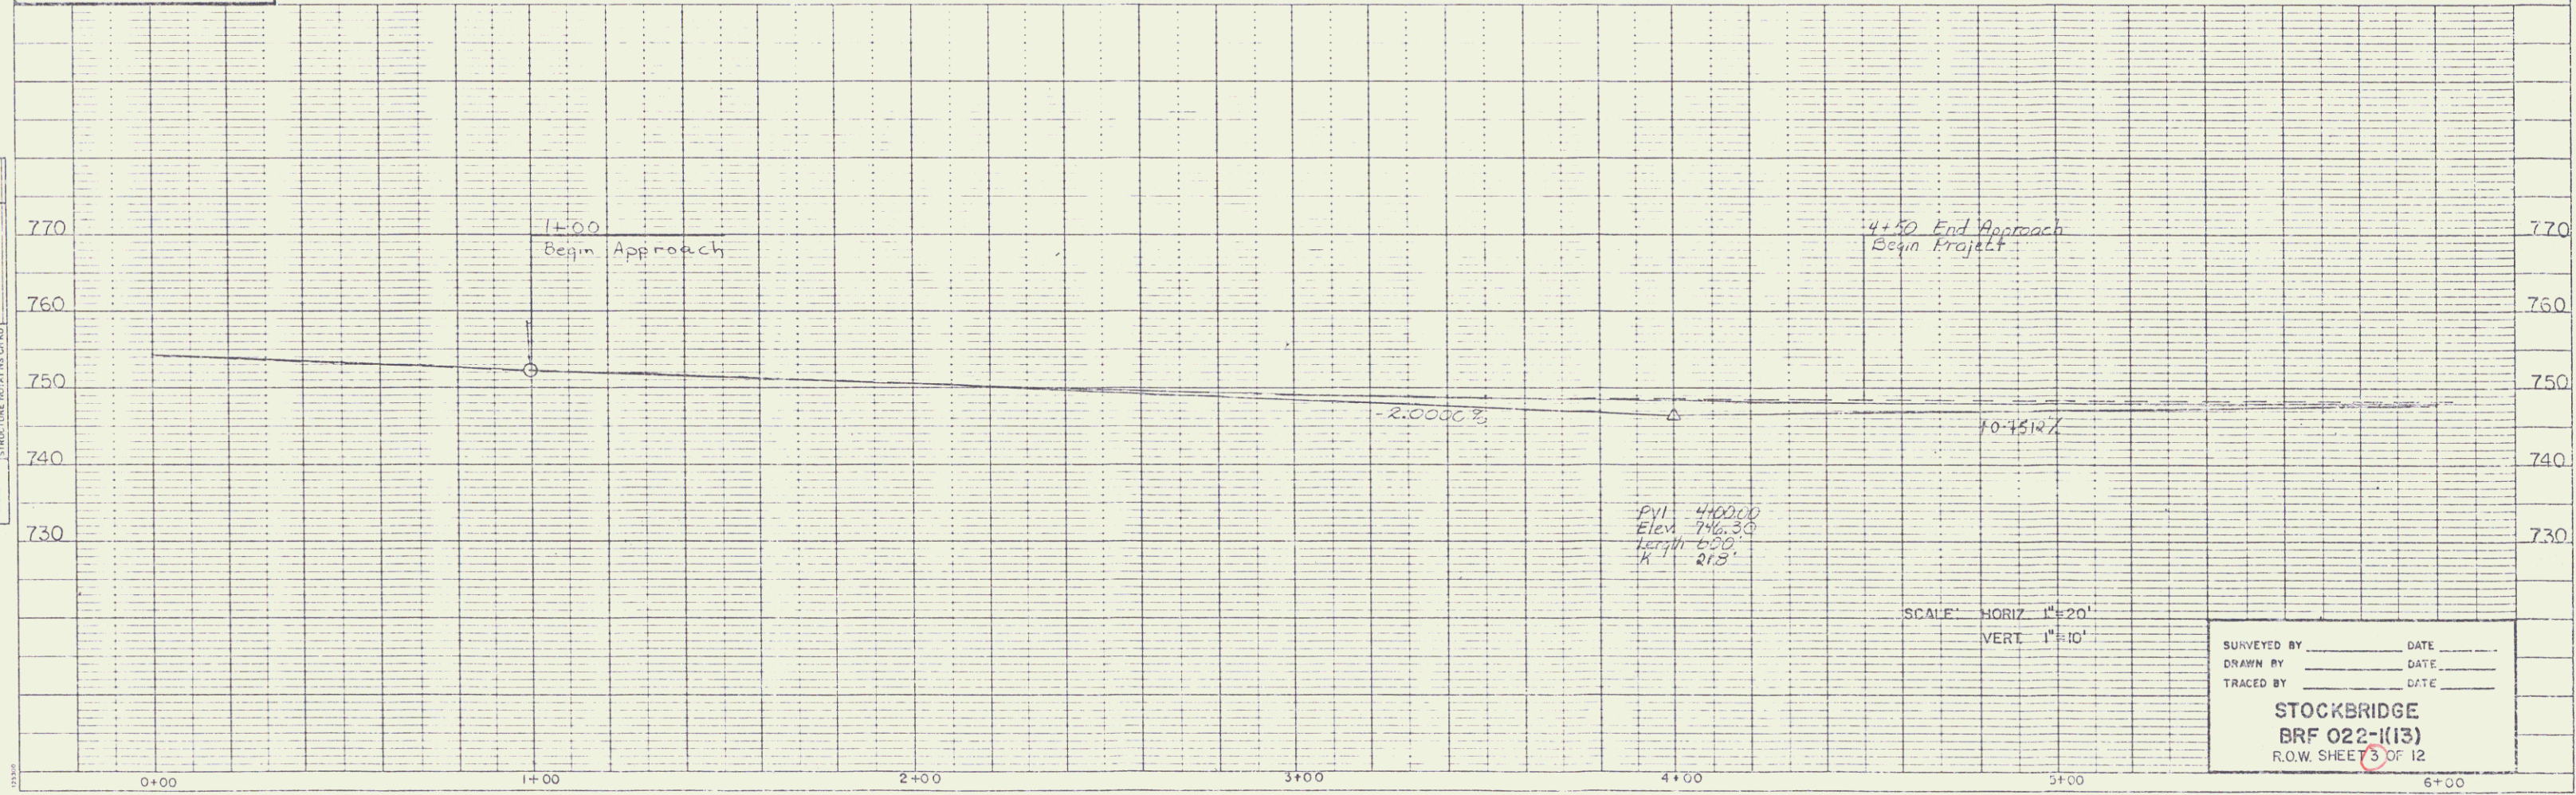 770
1+00
Begin Approach
4+50 End Approach
Begin Project
770
760
760
750
750
-2.0000%
+0.7512%
740
740
730
PVI 4+00.00
Elev. 746.30
Length 600'
K 218'
730
SCALE: HORIZ. 1"=20'
VERT. 1"=10'
SURVEYED BY DATE
DRAWN BY DATE
TRACED BY DATE
STOCKBRIDGE
BRF 022-1(13)
R.O.W. SHEET 3 OF 12
0+00
1+00
2+00
3+00
4+00
5+00
6+00